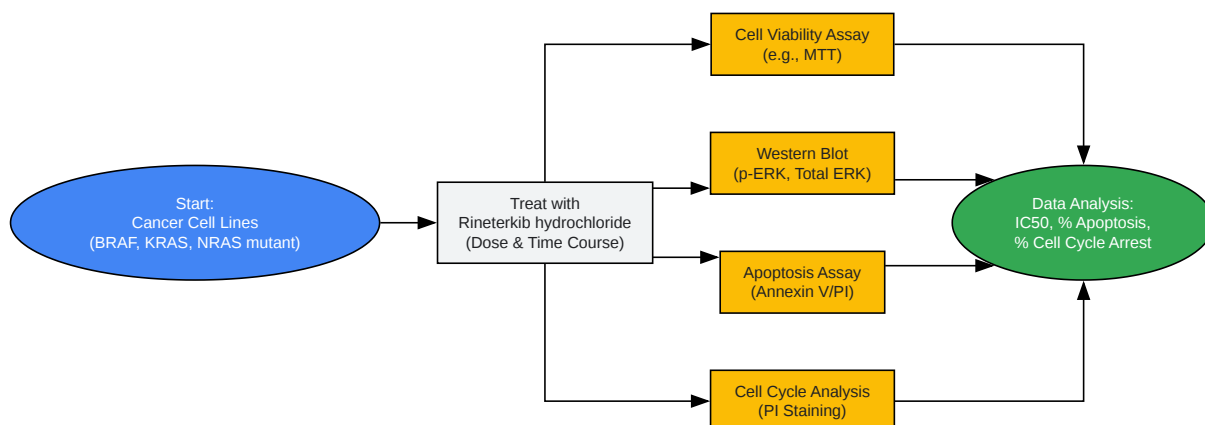 Start:
Cancer Cell Lines
(BRAF, KRAS, NRAS mutant)
Treat with
Rineterkib hydrochloride
(Dose & Time Course)
Cell Viability Assay
(e.g., MTT)
Western Blot
(p-ERK, Total ERK)
Apoptosis Assay
(Annexin V/PI)
Cell Cycle Analysis
(PI Staining)
Data Analysis:
IC50, % Apoptosis,
% Cell Cycle Arrest